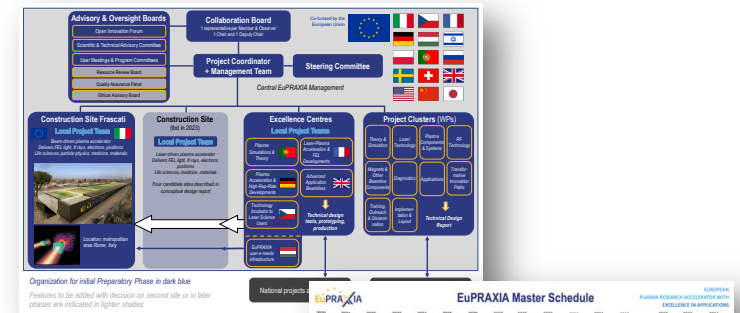 Advisory & Oversight Boards
Open Innovation Forum
Scientific & Technical Advisory Committee
User Meetings & Program Committees
Resource Review Board
Quality Assurance Panel
Ethical Advisory Board
Collaboration Board
1 representative per Member & Observer
1 Chair and 1 Deputy Chair
Co-funded by the
European Union
Project Coordinator
+ Management Team
Steering Committee
Central EuPRAXIA Management
Construction Site Frascati
Local Project Team
Beam-driven plasma accelerator
Delivers FEL light, X rays, electrons,
positrons
Life sciences, particle physics, medicine, materials
Location: metropolitan
area Rome, Italy
Construction Site
(tbd in 2023)
Local Project Team
Laser-driven plasma accelerator
Delivers FEL light, X rays, electrons,
positrons
Life sciences, medicine, materials
Four candidate sites described in
conceptual design report
Excellence Centres
Local Project Teams
Plasma
Simulations &
Theory
Laser-Plasma
Acceleration &
FEL
Developments
Plasma
Acceleration &
High-Rep-Rate
Developments
Advanced
Application
Beamlines
Technology
Incubator to
Laser Science
Users
Technical design
tests, prototyping,
production
EuPRAXIA
user e-needs
infrastructure
Project Clusters (WPs)
Theory &
Simulation
Laser
Technology
Plasma
Components
& Systems
RF
Technology
Magnets &
Other
Beamline
Components
Diagnostics
Applications
Transfor-
mative
Innovation
Paths
Training,
Outreach
& Dissemi-
nation
Implemen-
tation &
Layout
Technical Design
Report
Organization for initial Preparatory Phase in dark blue
Features to be added with decision on second site or in later
phases are indicated in lighter shades
National projects a
EuPRAXIA
EuPRAXIA Master Schedule
EUROPEAN
PLASMA RESEARCH ACCELERATOR WITH
EXCELLENCE IN APPLICATIONS